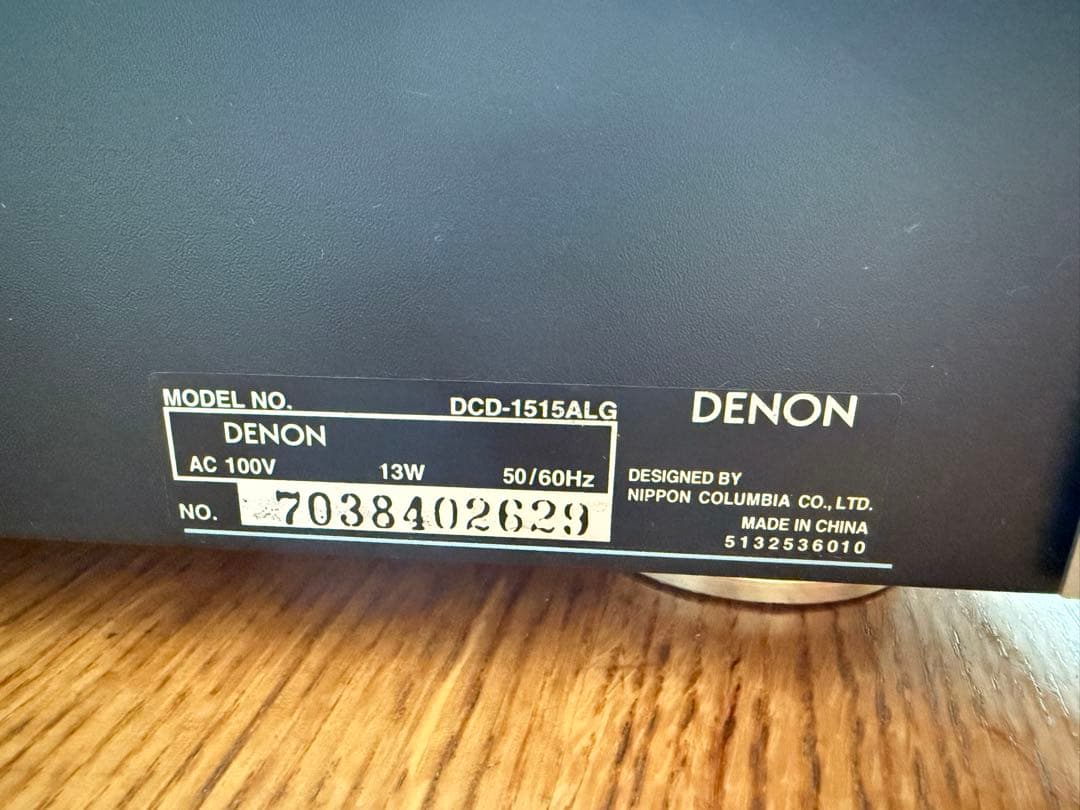 MODEL NO. DCD-1515ALG
DENON
AC 100V 13W 50/60Hz
NO. 7038402629
DENON
DESIGNED BY
NIPPON COLUMBIA CO., LTD.
MADE IN CHINA
5132536010